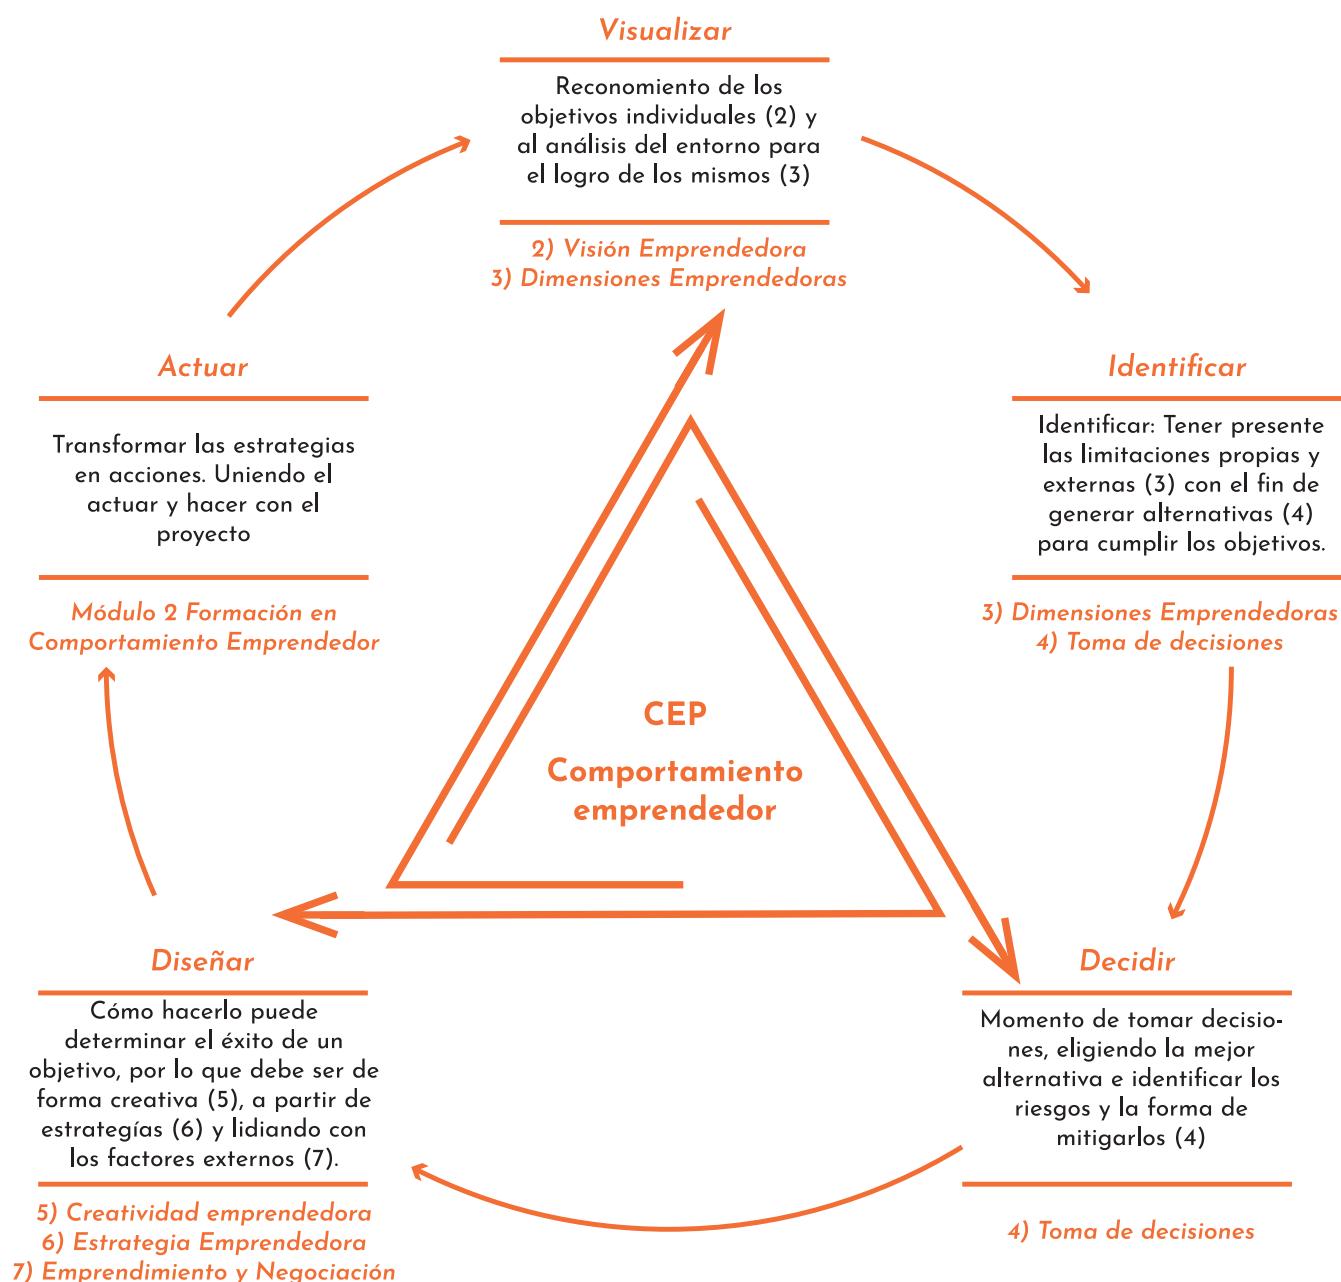 Visualizar
Reconomiento de los
objetivos individuales (2) y
al análisis del entorno para
el logro de los mismos (3)
2) Visión Emprendedora
3) Dimensiones Emprendedoras
Identificar
Identificar: Tener presente
las limitaciones propias y
externas (3) con el fin de
generar alternativas (4)
para cumplir los objetivos.
3) Dimensiones Emprendedoras
4) Toma de decisiones
Decidir
Momento de tomar decisio-
nes, eligiendo la mejor
alternativa e identificar los
riesgos y la forma de
mitigarlos (4)
4) Toma de decisiones
Diseñar
Cómo hacerlo puede
determinar el éxito de un
objetivo, por lo que debe ser de
forma creativa (5), a partir de
estrategías (6) y lidiando con
los factores externos (7).
5) Creatividad emprendedora
6) Estrategia Emprendedora
7) Emprendimiento y Negociación
Actuar
Transformar las estrategias
en acciones. Uniendo el
actuar y hacer con el
proyecto
Módulo 2 Formación en
Comportamiento Emprendedor
CEP
Comportamiento
emprendedor